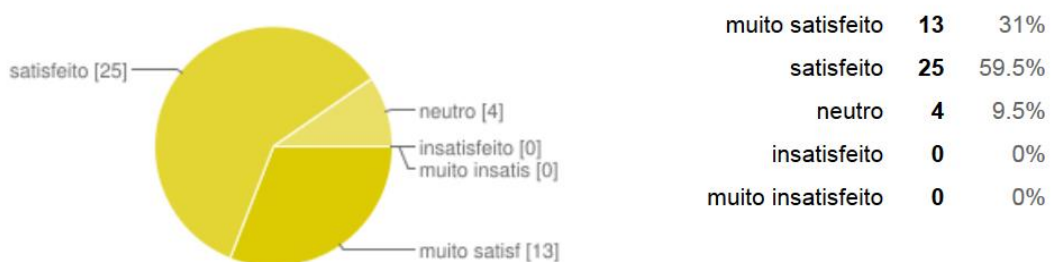 satisfeito [25]
neutro [4]
insatisfeito [0]
muito insatis [0]
muito satisf [13]
muito satisfeito 13 31%
satisfeito 25 59.5%
neutro 4 9.5%
insatisfeito 0 0%
muito insatisfeito 0 0%